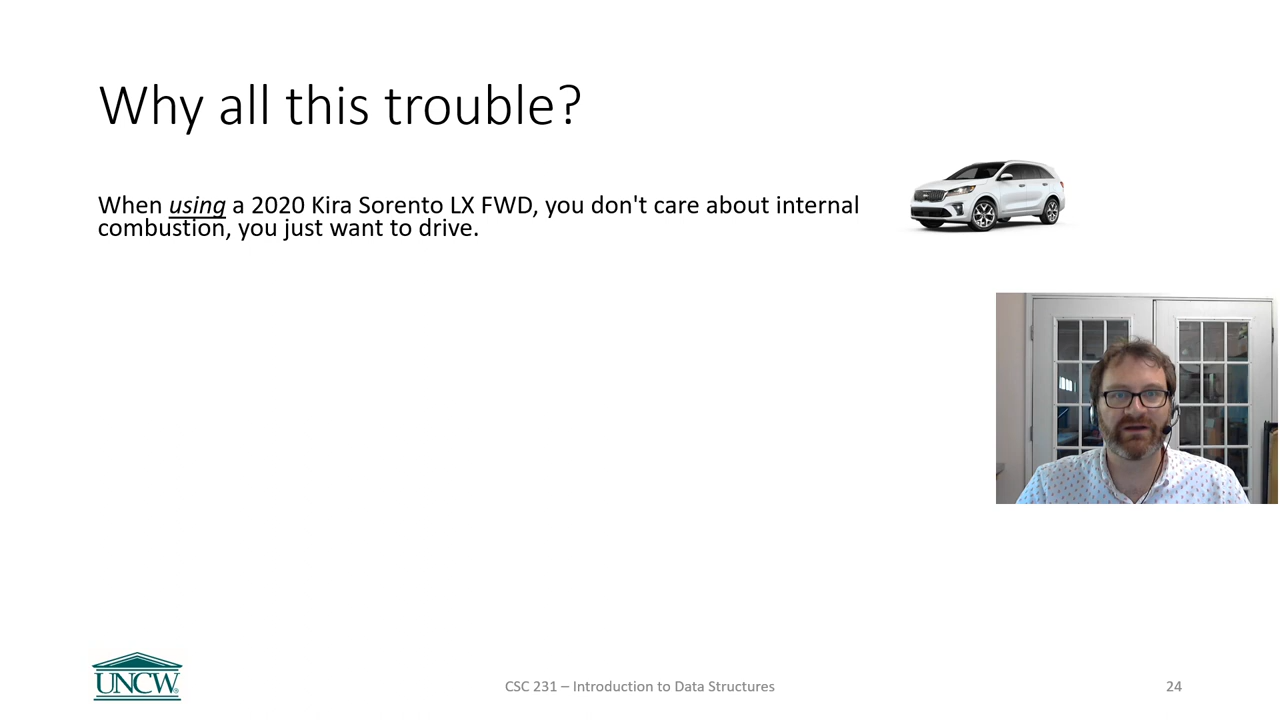 Why all this trouble?
When using a 2020 Kira Sorento LX FWD, you don't care about internal
combustion, you just want to drive.
UNCW
CSC 231 – Introduction to Data Structures
24